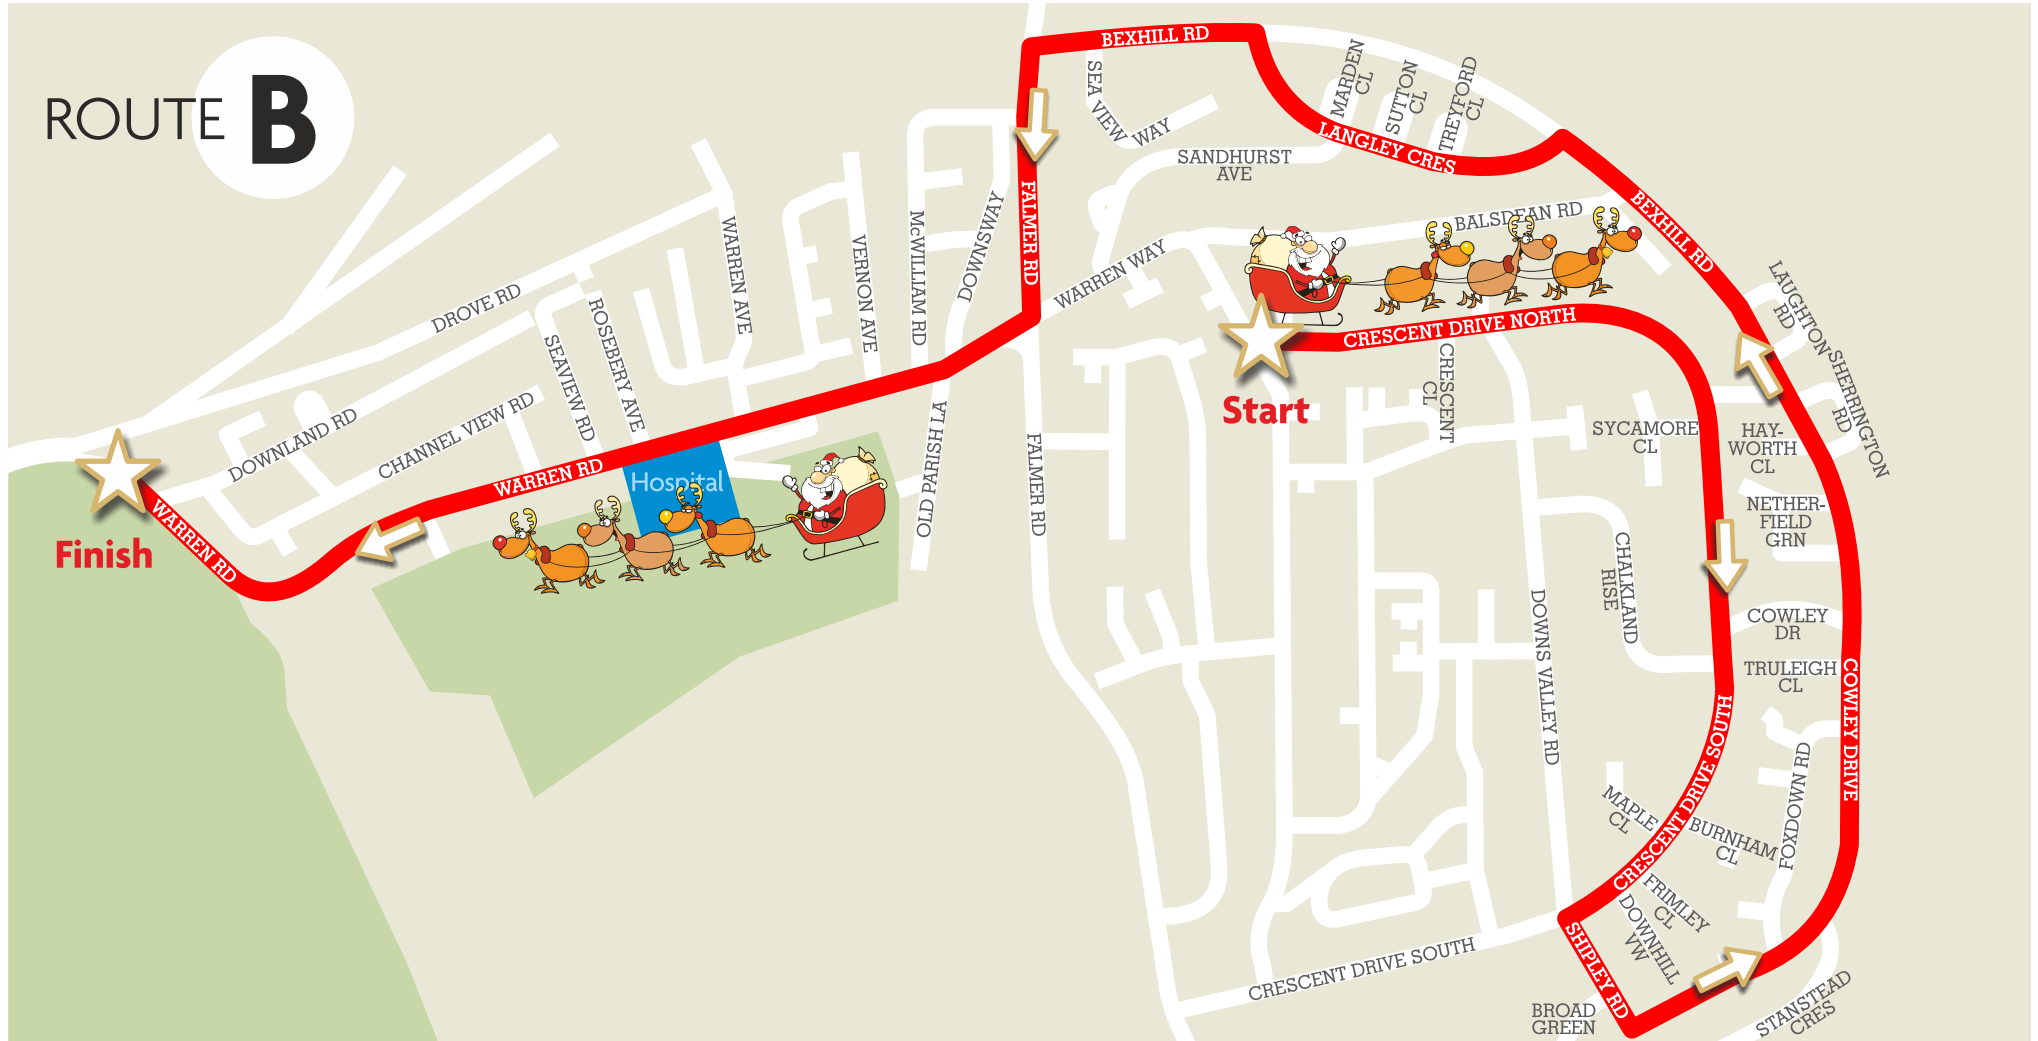 ROUTE B
BEXHILL RD
SEA VIEW
WAY
MARDEN
CL
SUTTON
CL
TREYFORD
CL
LANGLEY CRES
SANDHURST
AVE
BALSDEAN RD
BEXHILL RD
FALMER RD
DOWNSWAY
McWILLIAM RD
VERNON AVE
WARREN AVE
WARREN WAY
DROVE RD
ROSEBERY AVE
SEAVIEW RD
LAUGHTON
RD
SHERRINGTON
RD
CRESCENT DRIVE NORTH
CRESCENT
CL
Start
DOWNLAND RD
CHANNEL VIEW RD
SYCAMORE
CL
HAY-
WORTH
CL
WARREN RD
Hospital
OLD PARISH LA
FALMER RD
NETHER-
FIELD
GRN
WARREN RD
Finish
CHALKLAND
RISE
DOWNS VALLEY RD
COWLEY
DR
TRULEIGH
CL
COWLEY DRIVE
CRESCENT DRIVE SOUTH
FOXDOWN RD
MAPLE
CL
BURNHAM
CL
FRIMLEY
CL
DOWNHILL
VW
SHIPLEY RD
CRESCENT DRIVE SOUTH
BROAD
GREEN
STANSTEAD
CRES